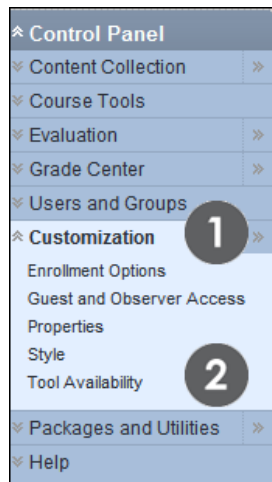 Control Panel
Content Collection
Course Tools
Evaluation
Grade Center
Users and Groups
1
Customization
Enrollment Options
Guest and Observer Access
Properties
Style
2
Tool Availability
Packages and Utilities
Help